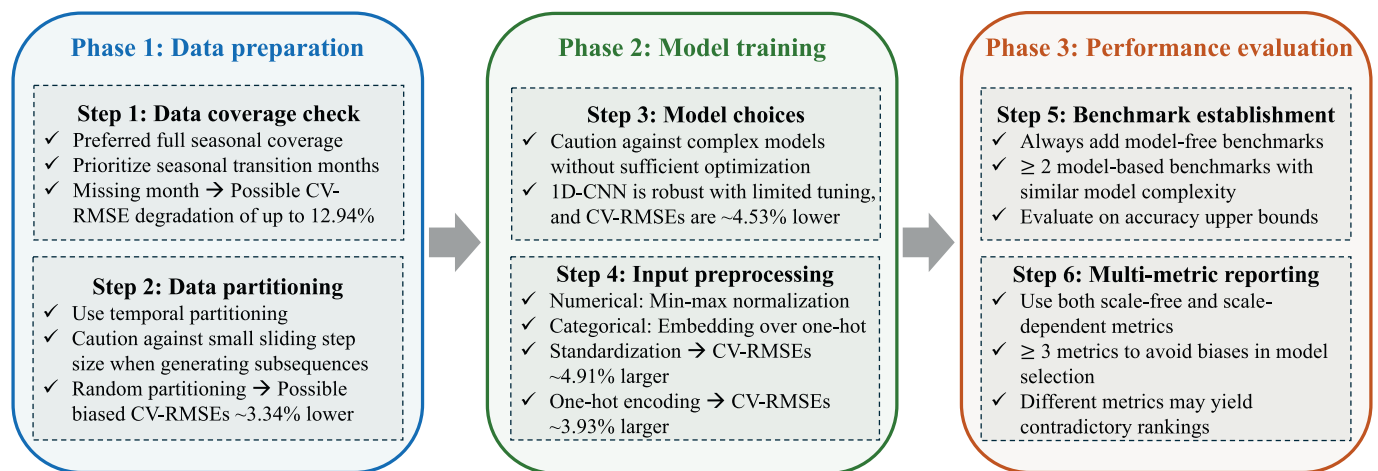 Phase 1: Data preparation
Step 1: Data coverage check
✓ Preferred full seasonal coverage
✓ Prioritize seasonal transition months
✓ Missing month → Possible CV-
RMSE degradation of up to 12.94%
Step 2: Data partitioning
✓ Use temporal partitioning
✓ Caution against small sliding step
size when generating subsequences
✓ Random partitioning → Possible
biased CV-RMSEs ~3.34% lower
Phase 2: Model training
Step 3: Model choices
✓ Caution against complex models
without sufficient optimization
✓ 1D-CNN is robust with limited tuning,
and CV-RMSEs are ~4.53% lower
Step 4: Input preprocessing
✓ Numerical: Min-max normalization
✓ Categorical: Embedding over one-hot
✓ Standardization → CV-RMSEs
~4.91% larger
✓ One-hot encoding → CV-RMSEs
~3.93% larger
Phase 3: Performance evaluation
Step 5: Benchmark establishment
✓ Always add model-free benchmarks
✓ ≥ 2 model-based benchmarks with
similar model complexity
✓ Evaluate on accuracy upper bounds
Step 6: Multi-metric reporting
✓ Use both scale-free and scale-
dependent metrics
✓ ≥ 3 metrics to avoid biases in model
selection
✓ Different metrics may yield
contradictory rankings